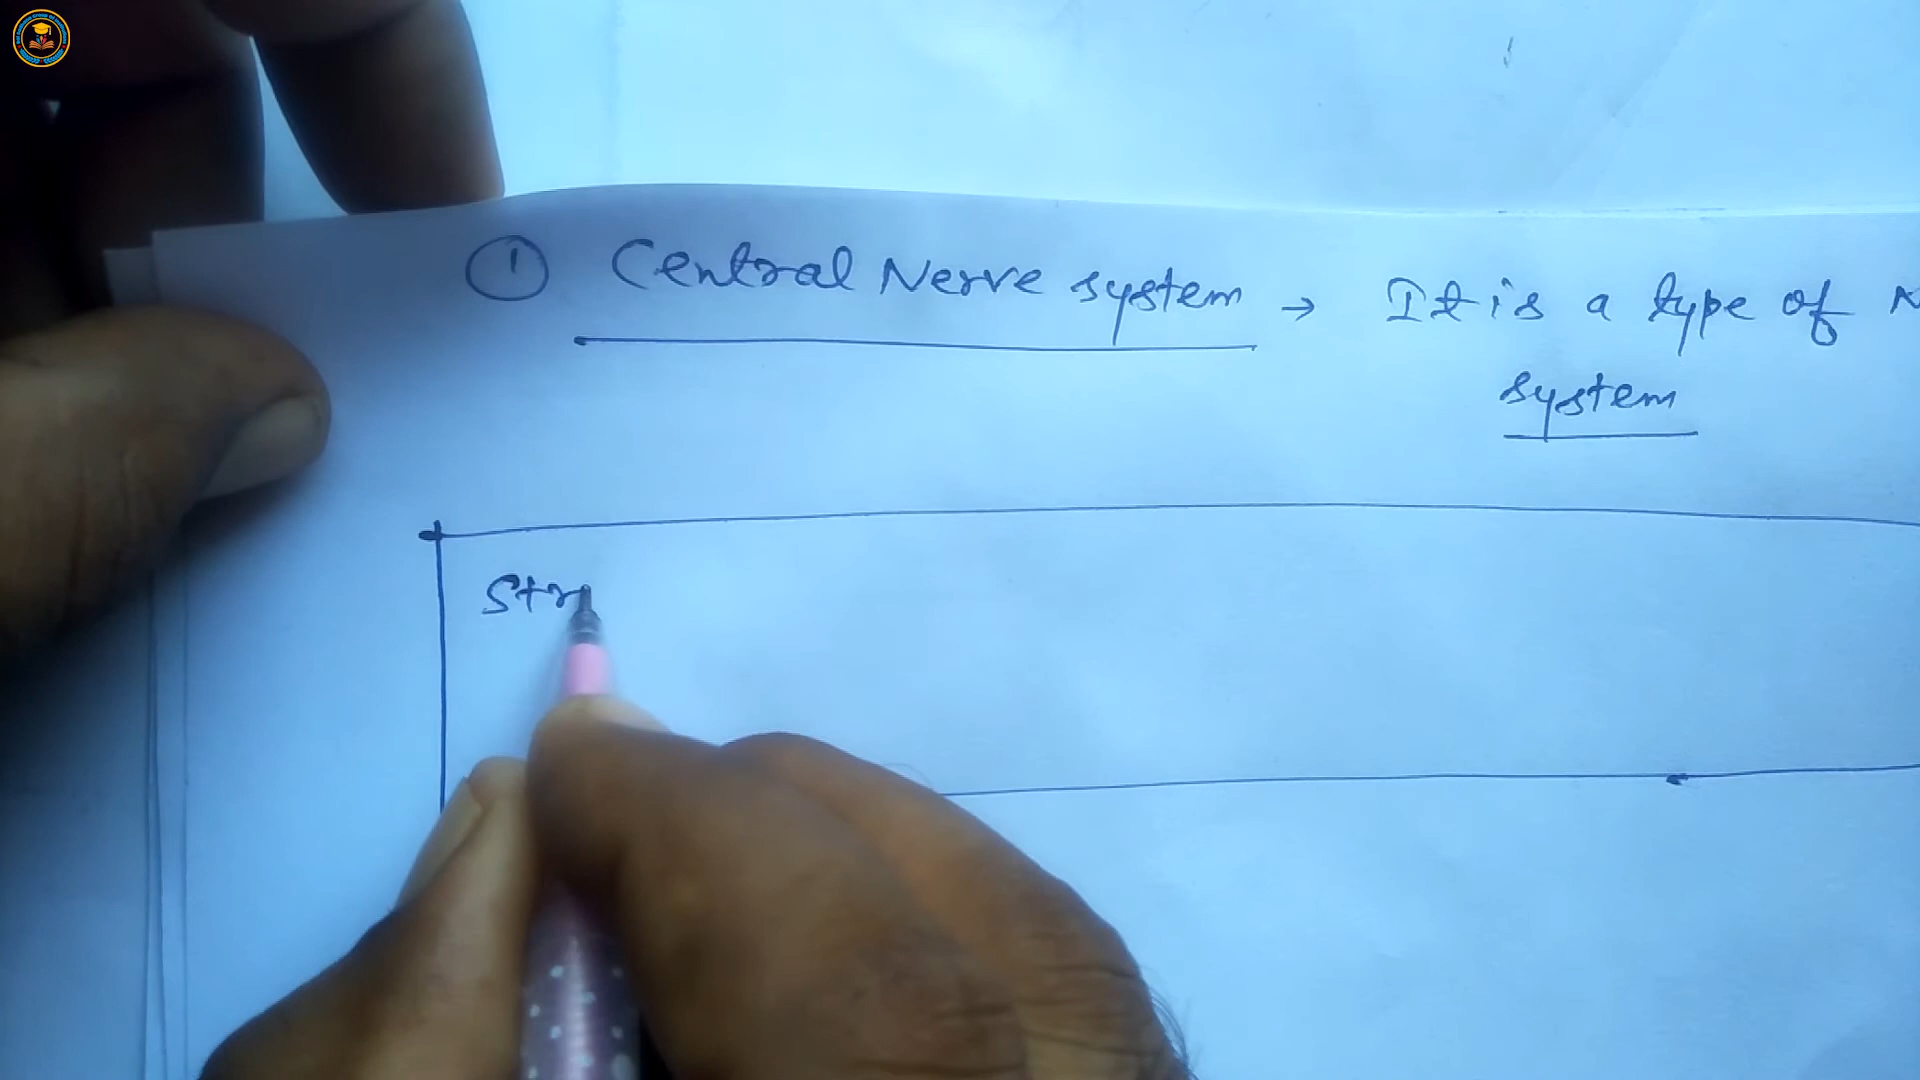 ① Central Nerve system → It is a type of N
system
Str